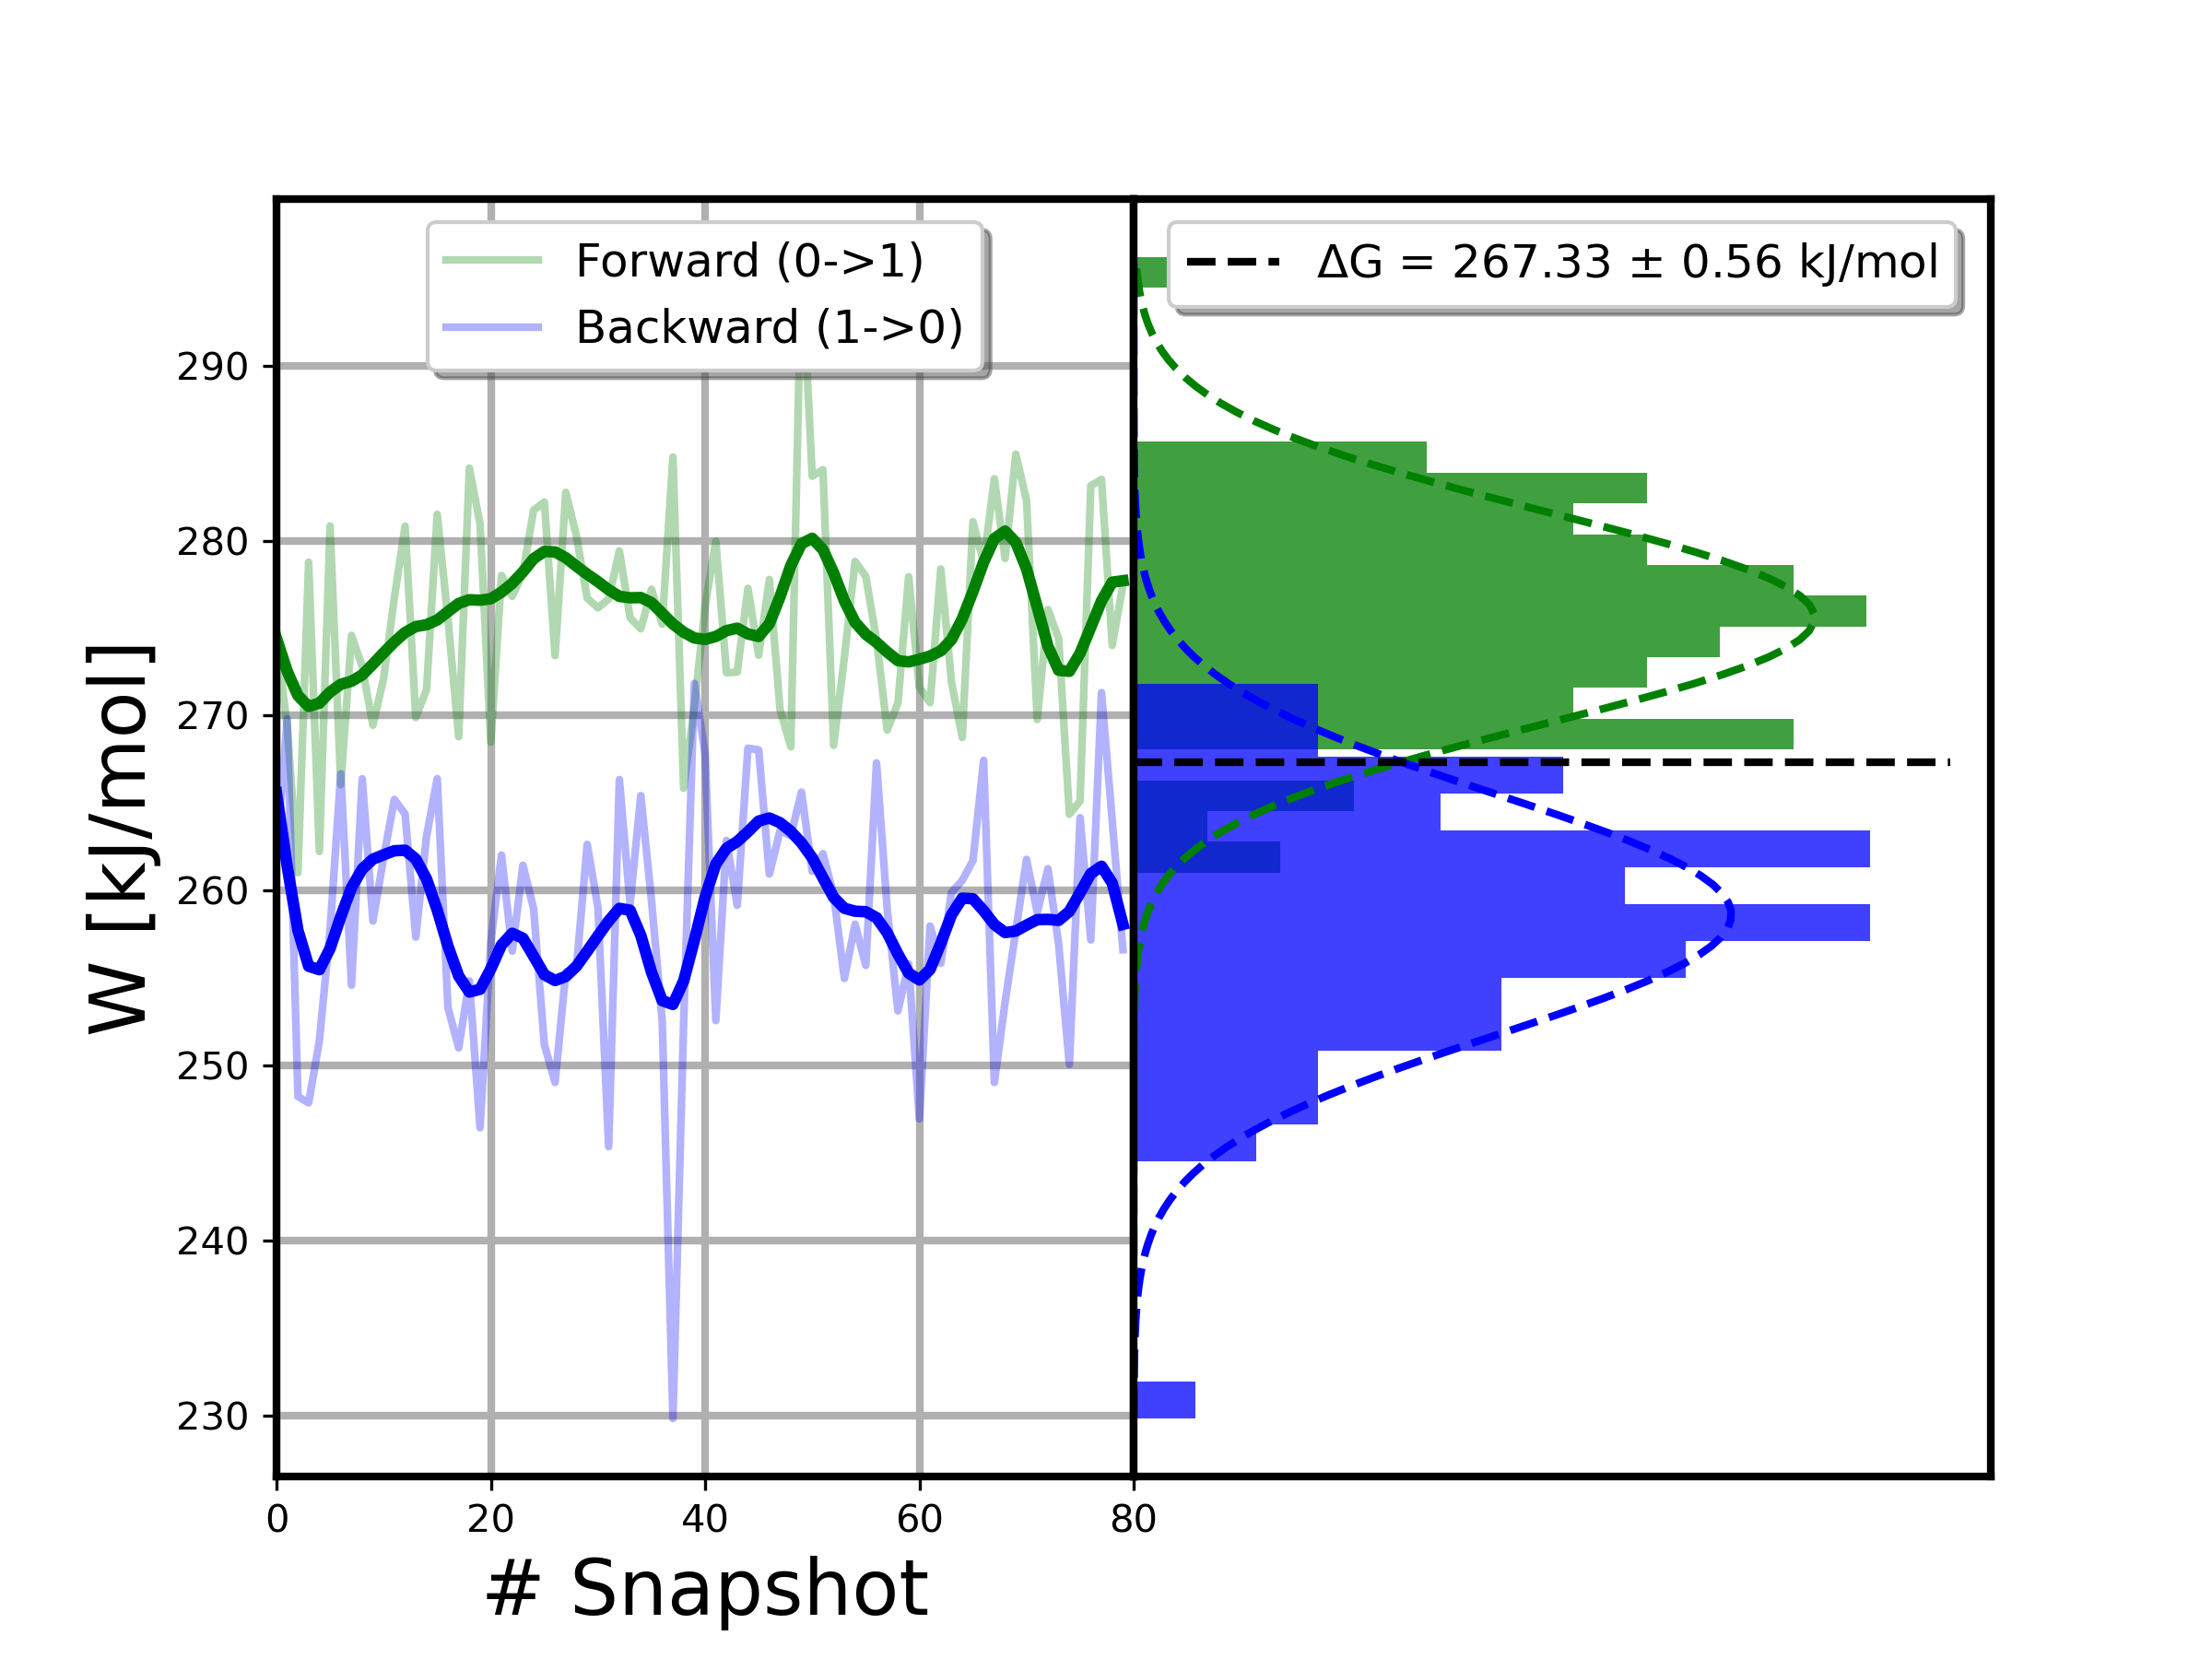 Forward (0->1)
Backward (1->0)
ΔG = 267.33 ± 0.56 kJ/mol
290
280
270
260
250
240
230
W [kJ/mol]
0 20 40 60 80
# Snapshot